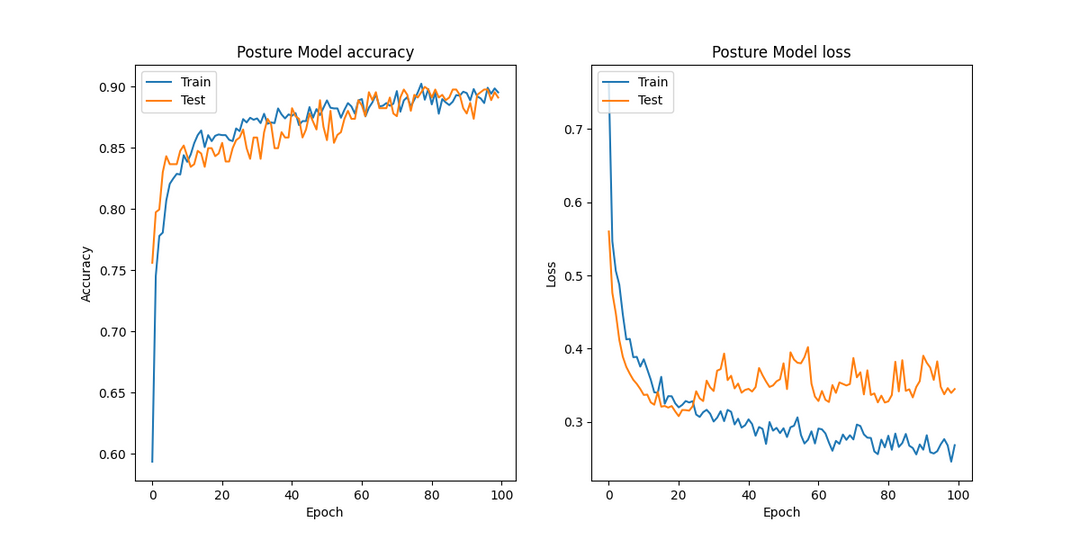 Posture Model accuracy
Train
Test
0.90
0.85
0.80
0.75
0.70
0.65
0.60
Accuracy
0 20 40 60 80 100
Epoch
Posture Model loss
Train
Test
0.7
0.6
0.5
0.4
0.3
Loss
0 20 40 60 80 100
Epoch